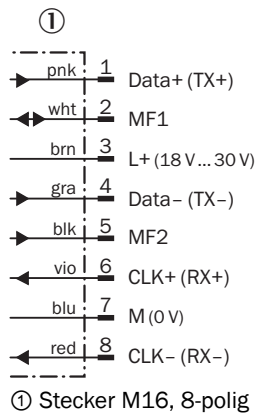 ①
pnk 1 Data+ (TX+)
wht 2 MF1
brn 3 L+ (18 V ... 30 V)
gra 4 Data– (TX–)
blk 5 MF2
vio 6 CLK+ (RX+)
blu 7 M (0 V)
red 8 CLK– (RX–)
① Stecker M16, 8-polig